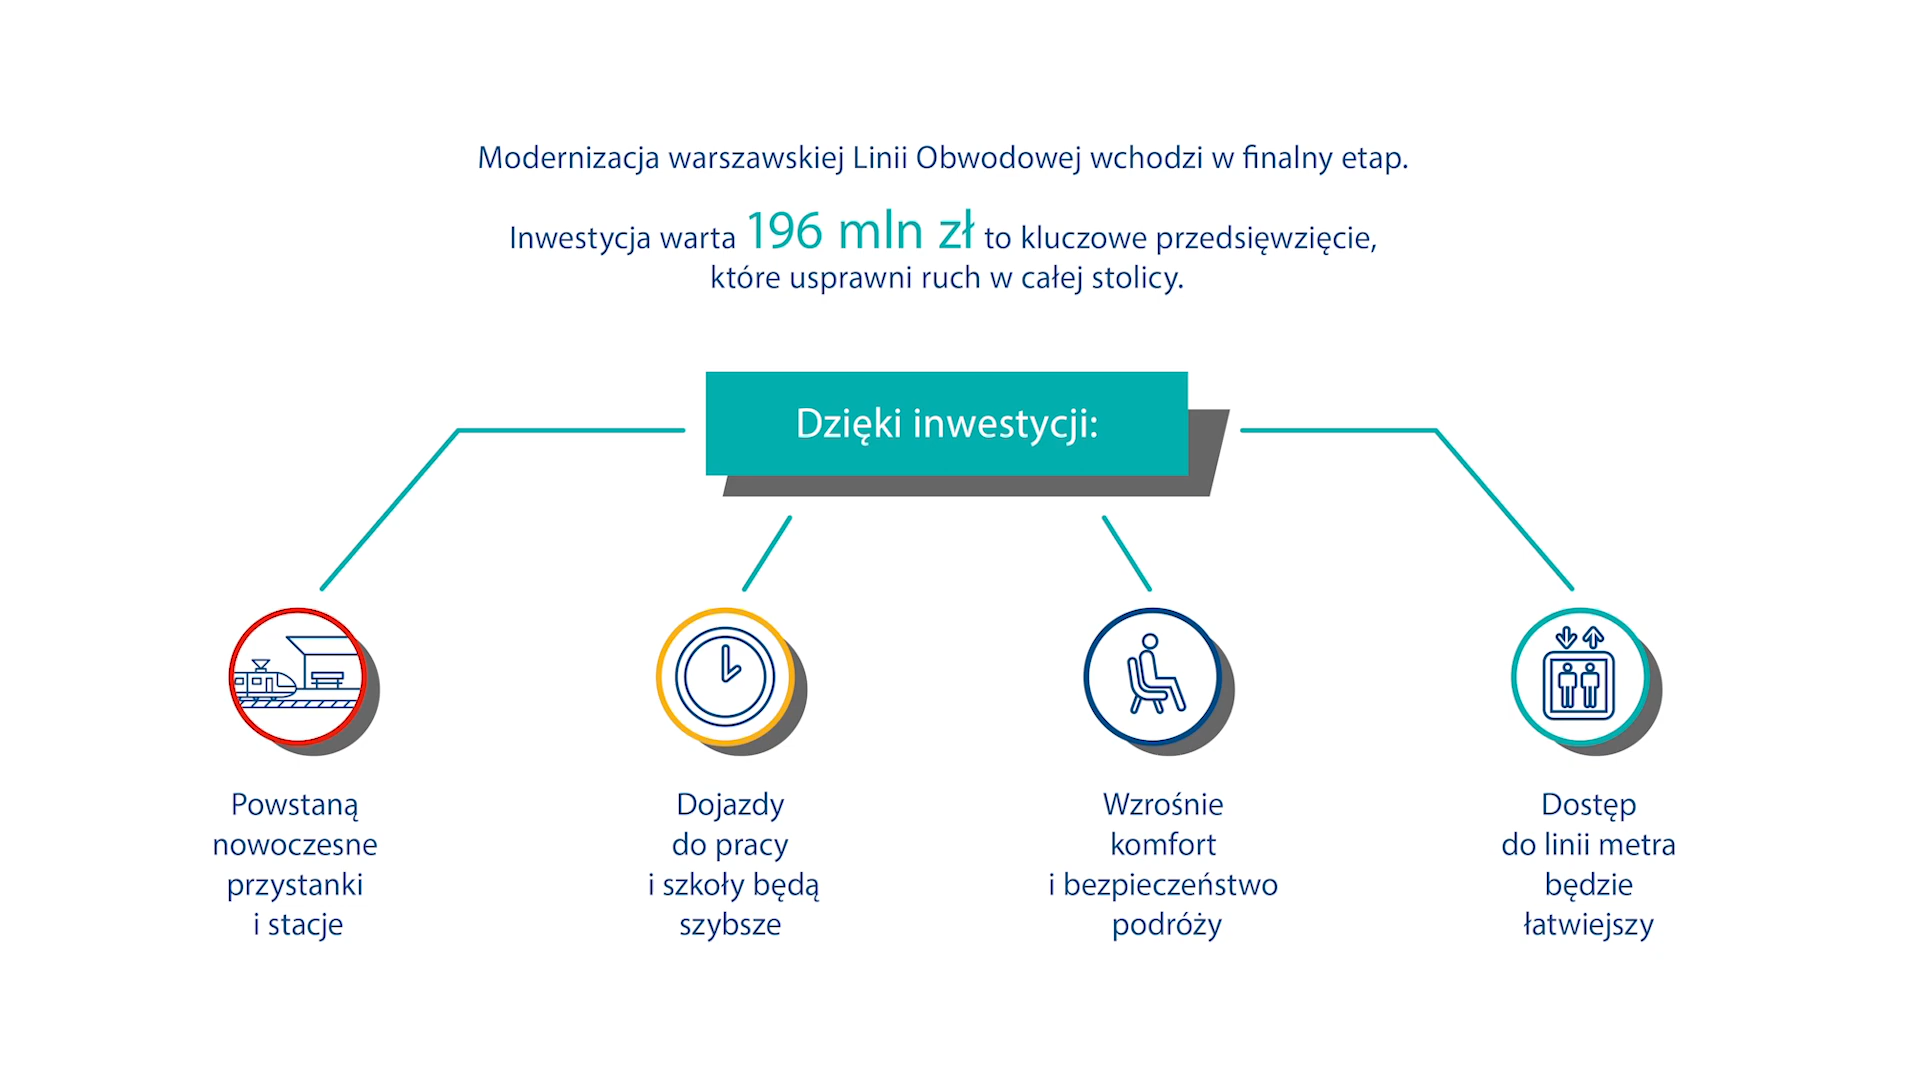 Modernizacja warszawskiej Linii Obwodowej wchodzi w finalny etap.
Inwestycja warta 196 mln zł to kluczowe przedsięwzięcie,
które usprawni ruch w całej stolicy.
Dzięki inwestycji:
Powstaną
nowoczesne
przystanki
i stacje
Dojazdy
do pracy
i szkoły będą
szybsze
Wzrośnie
komfort
i bezpieczeństwo
podróży
Dostęp
do linii metra
będzie
łatwiejszy